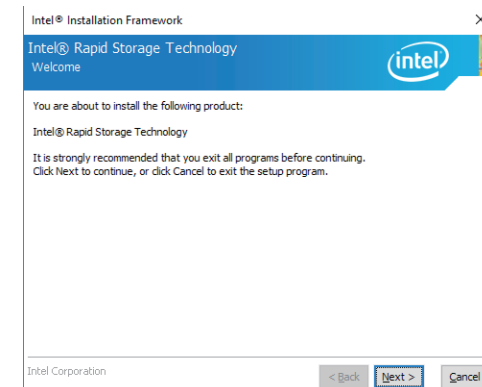 Intel® Installation Framework
Intel® Rapid Storage Technology
Welcome
intel
You are about to install the following product:
Intel® Rapid Storage Technology
It is strongly recommended that you exit all programs before continuing.
Click Next to continue, or click Cancel to exit the setup program.
Intel Corporation
< Back Next > Cancel